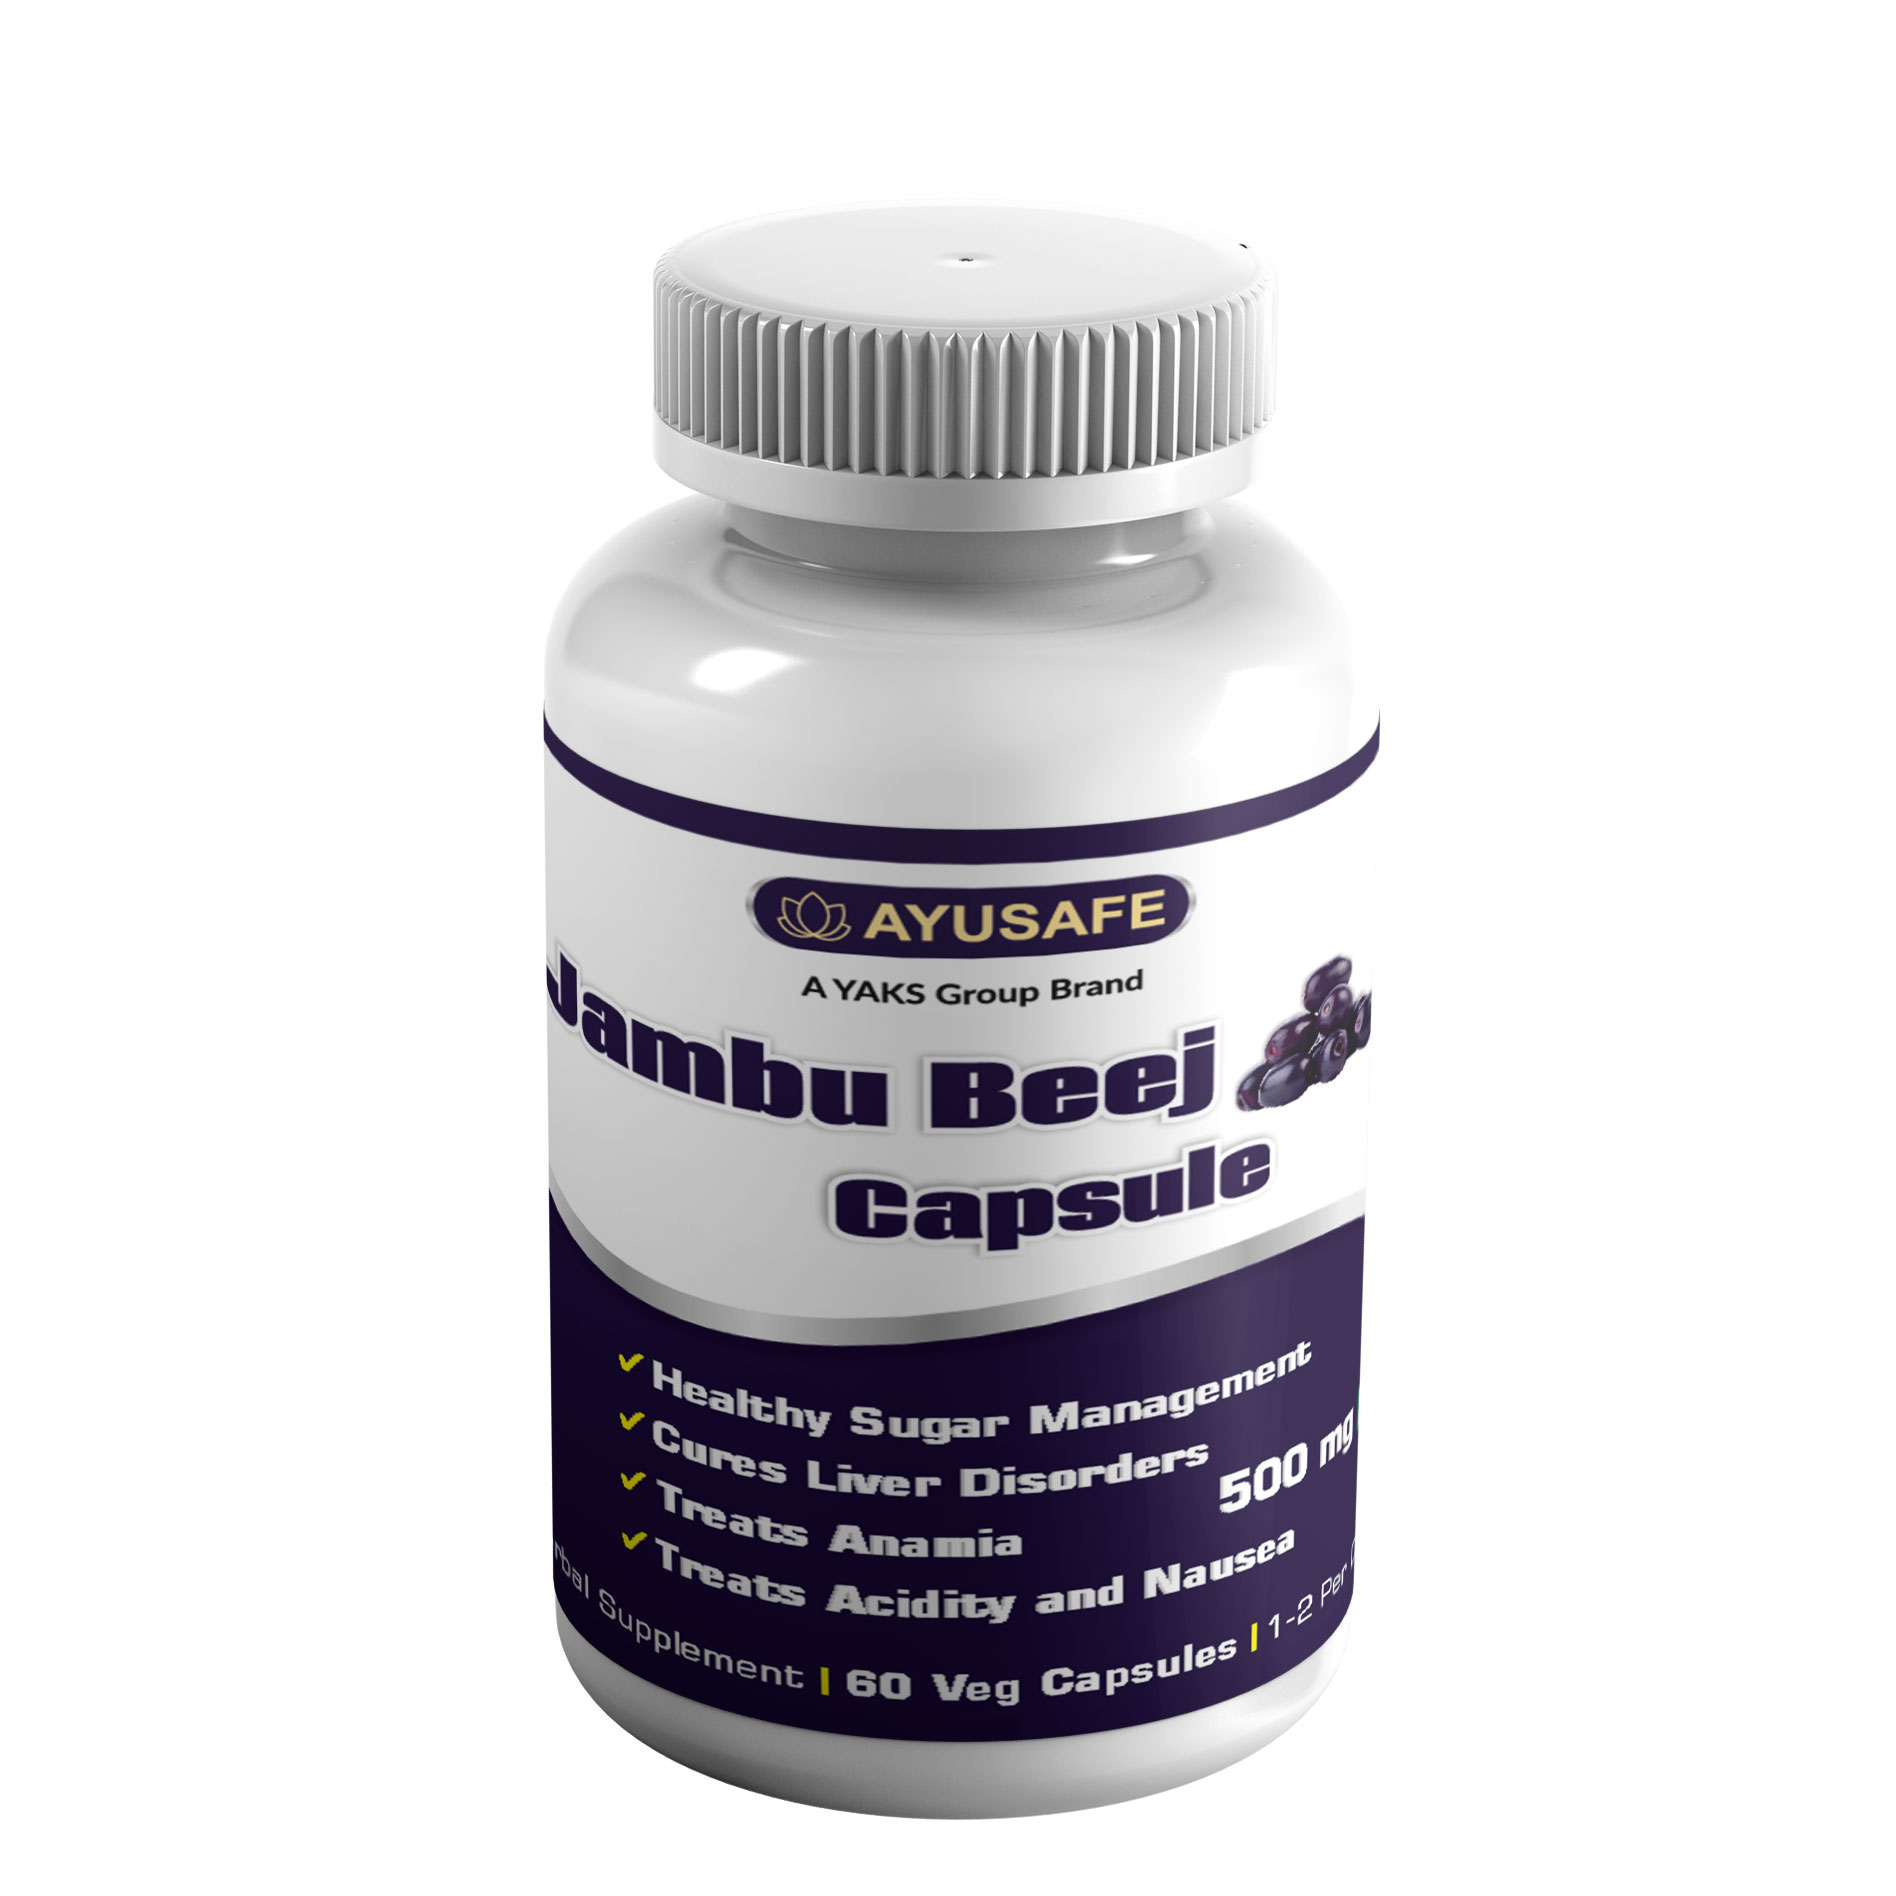 AYUSAFE
A YAKS Group Brand
Jambu Beej
Capsule
Healthy Sugar Management
Cures Liver Disorders
500 mg
Treats Anamia
Treats Acidity and Nausea
Supplement | 60 Veg Capsules | 1-2 Per